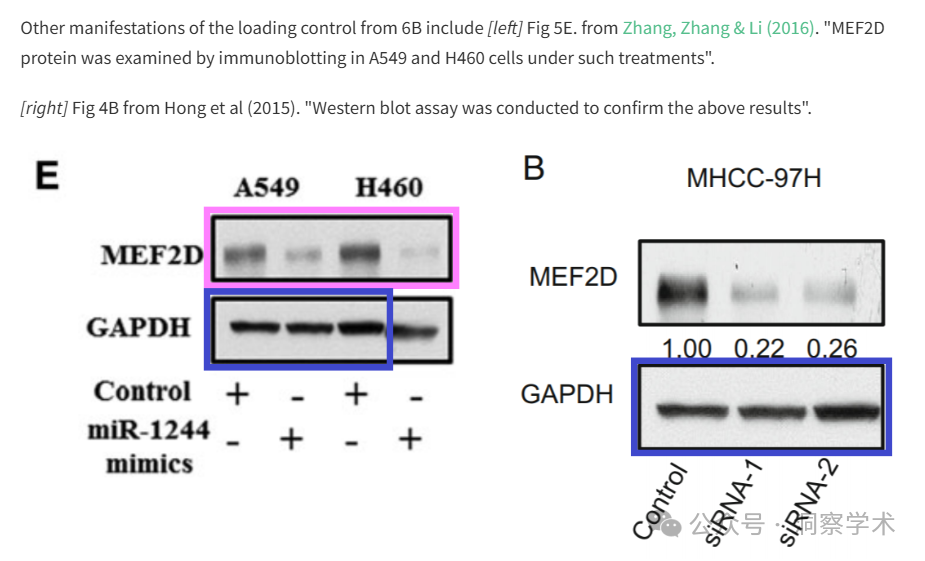 Other manifestations of the loading control from 6B include [left] Fig 5E. from Zhang, Zhang & Li (2016). "MEF2D
protein was examined by immunoblotting in A549 and H460 cells under such treatments".
[right] Fig 4B from Hong et al (2015). "Western blot assay was conducted to confirm the above results".
E
A549 H460
MEF2D
GAPDH
Control + - + -
miR-1244 - + - +
mimics
B
MHCC-97H
MEF2D
1.00 0.22 0.26
GAPDH
Control siRNA-1 siRNA-2
公众号 · 洞察学术